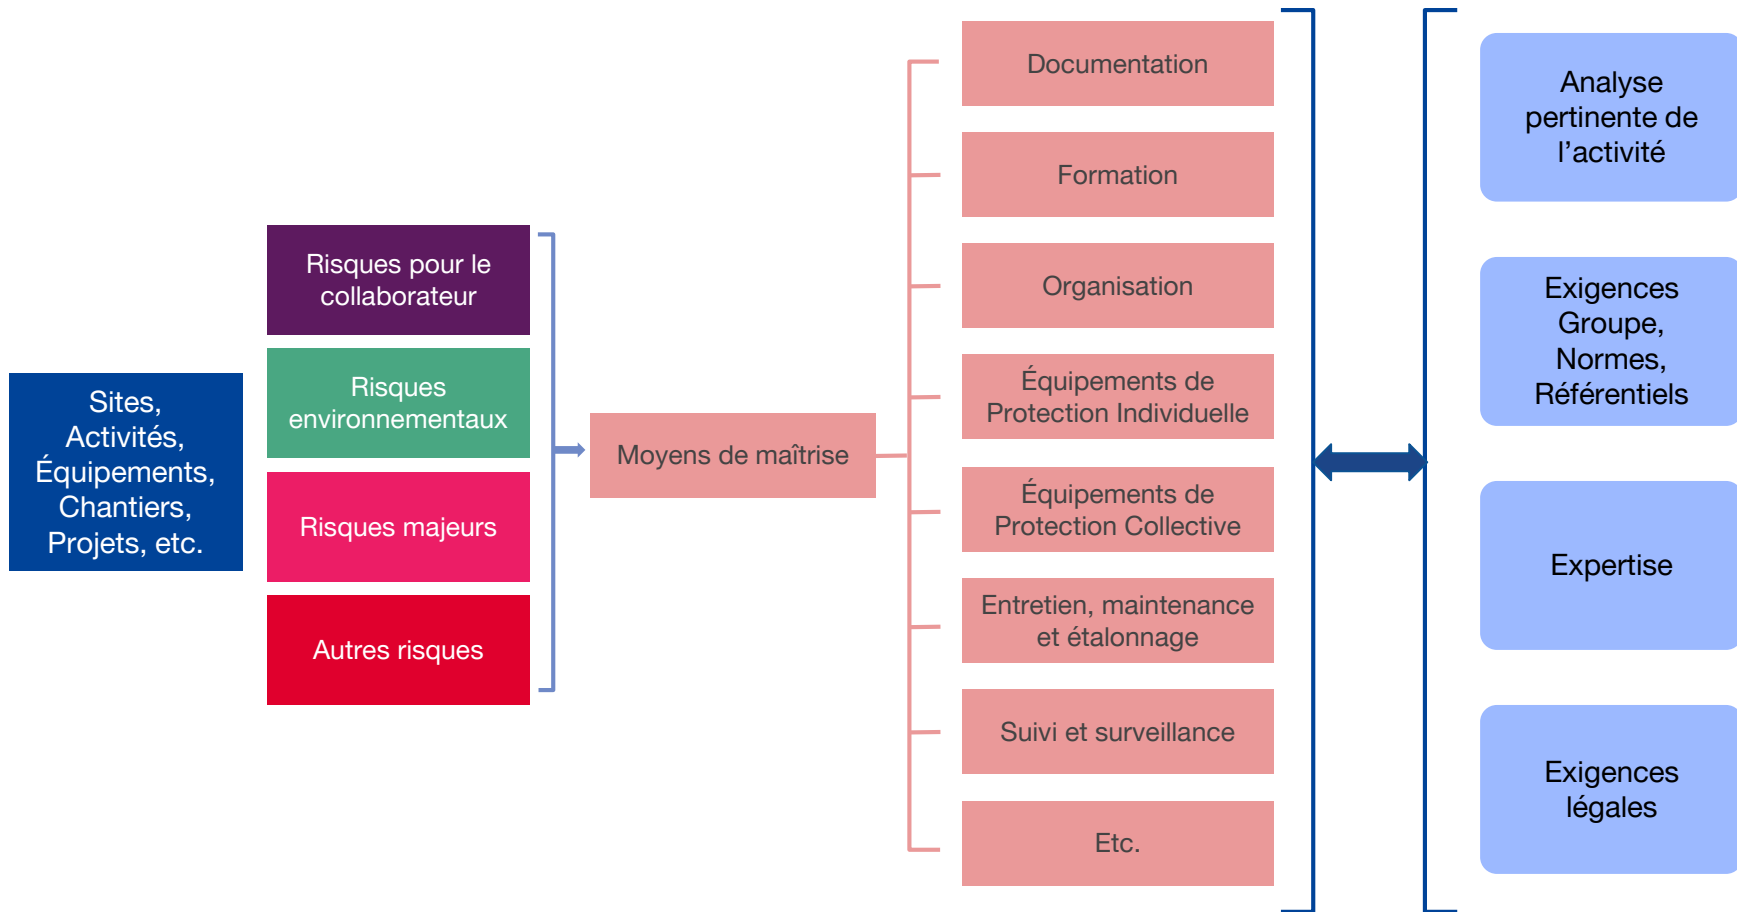 Sites,
Activités,
Équipements,
Chantiers,
Projets, etc.
Risques pour le
collaborateur
Risques
environnementaux
Risques majeurs
Autres risques
Moyens de maîtrise
Documentation
Formation
Organisation
Équipements de
Protection Individuelle
Équipements de
Protection Collective
Entretien, maintenance
et étalonnage
Suivi et surveillance
Etc.
Analyse
pertinente de
l’activité
Exigences
Groupe,
Normes,
Référentiels
Expertise
Exigences
légales